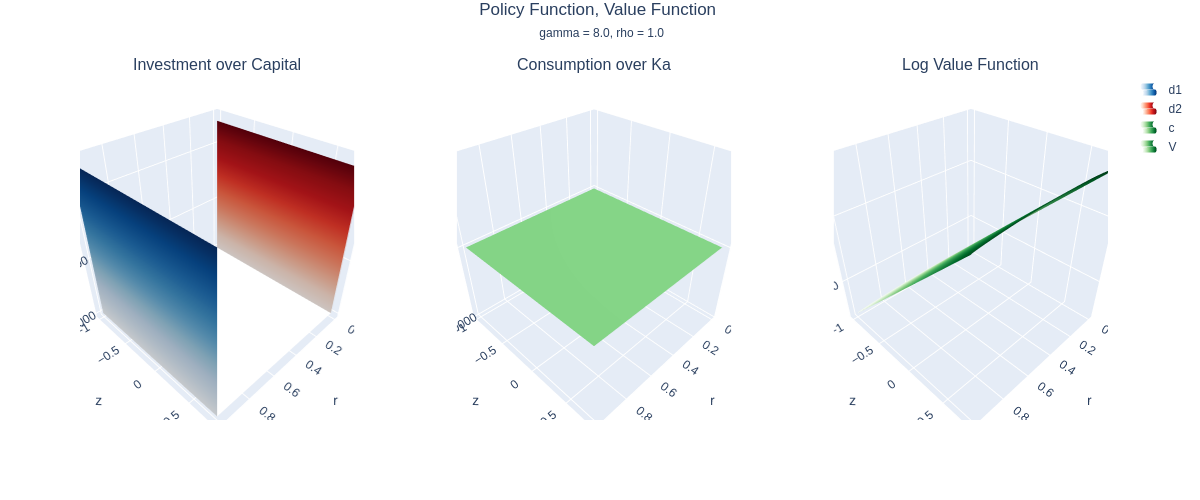 Policy Function, Value Function
gamma = 8.0, rho = 1.0
Investment over Capital
Consumption over Ka
Log Value Function
d1
d2
c
V
−0.5
0
z
0.8
0.6
0.4
0.2
r
−0.5
0
z
0.8
0.6
0.4
0.2
0
r
−1
−0.5
0
z
0.8
0.6
0.4
0.2
0
r